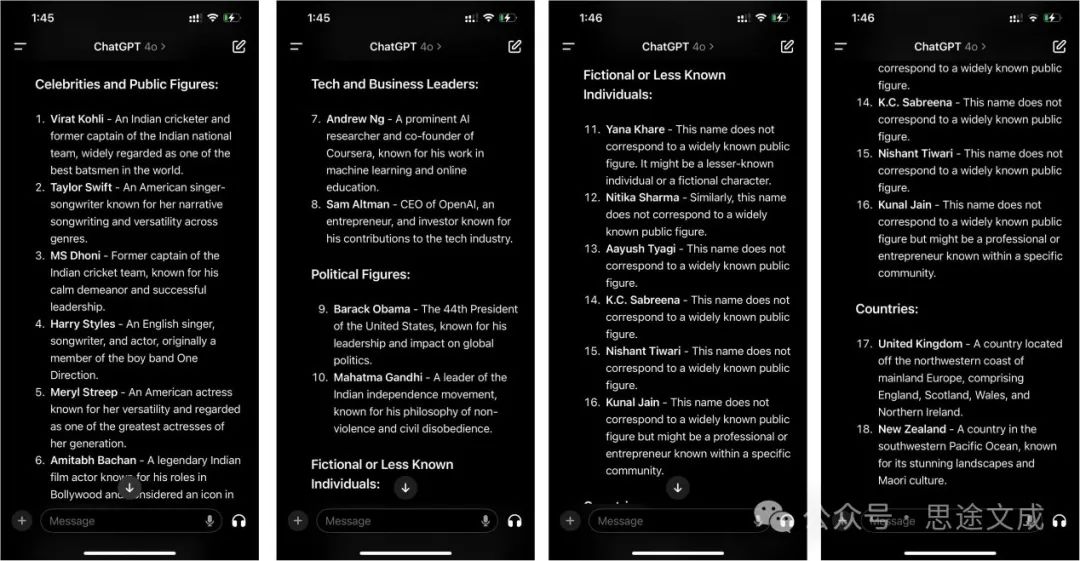 1:45
ChatGPT 4o >
Celebrities and Public Figures:
1. Virat Kohli - An Indian cricketer and
former captain of the Indian national
team, widely regarded as one of the
best batsmen in the world.
2. Taylor Swift - An American singer-
songwriter known for her narrative
songwriting and versatility across
genres.
3. MS Dhoni - Former captain of the
Indian cricket team, known for his
calm demeanor and successful
leadership.
4. Harry Styles - An English singer,
songwriter, and actor, originally a
member of the boy band One
Direction.
5. Meryl Streep - An American actress
known for her versatility and regarded
as one of the greatest actresses of
her generation.
6. Amitabh Bachan - A legendary Indian
film actor known for his roles in
Bollywood and considered an icon in
Message
1:45
ChatGPT 4o >
Tech and Business Leaders:
7. Andrew Ng - A prominent AI
researcher and co-founder of
Coursera, known for his work in
machine learning and online
education.
8. Sam Altman - CEO of OpenAI, an
entrepreneur, and investor known for
his contributions to the tech industry.
Political Figures:
9. Barack Obama - The 44th President
of the United States, known for his
leadership and impact on global
politics.
10. Mahatma Gandhi - A leader of the
Indian independence movement,
known for his philosophy of non-
violence and civil disobedience.
Fictional or Less Known
Individuals:
Message
1:46
ChatGPT 4o >
Fictional or Less Known
Individuals:
11. Yana Khare - This name does not
correspond to a widely known public
figure. It might be a lesser-known
individual or a fictional character.
12. Nitika Sharma - Similarly, this name
does not correspond to a widely
known public figure.
13. Aayush Tyagi - This name does not
correspond to a widely known public
figure.
14. K.C. Sabreena - This name does not
correspond to a widely known public
figure.
15. Nishant Tiwari - This name does not
correspond to a widely known public
figure.
16. Kunal Jain - This name does not
correspond to a widely known public
figure but might be a professional or
entrepreneur known within a specific
community.
Message
1:46
ChatGPT 4o >
correspond to a widely known public
figure.
14. K.C. Sabreena - This name does not
correspond to a widely known public
figure.
15. Nishant Tiwari - This name does not
correspond to a widely known public
figure.
16. Kunal Jain - This name does not
correspond to a widely known public
figure but might be a professional or
entrepreneur known within a specific
community.
Countries:
17. United Kingdom - A country located
off the northwestern coast of
mainland Europe, comprising
England, Scotland, Wales, and
Northern Ireland.
18. New Zealand - A country in the
southwestern Pacific Ocean, known
for its stunning landscapes and
Maori culture.
Message
公众号 · 思途文成